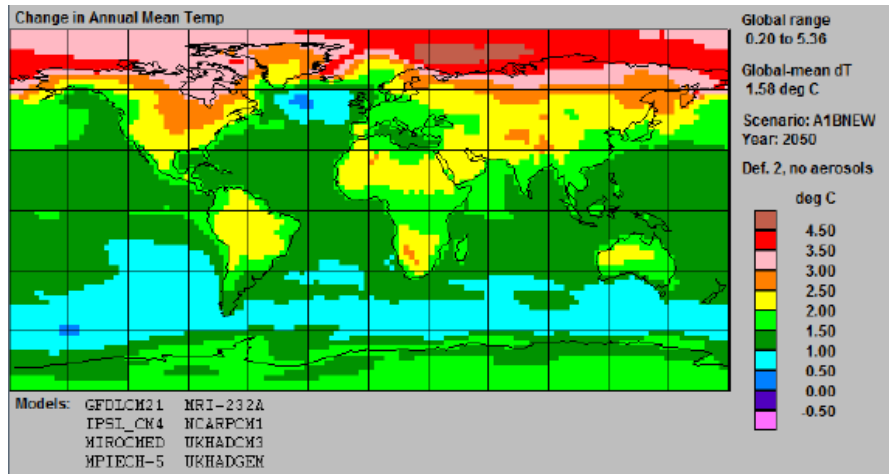 Change in Annual Mean Temp
Global range
0.20 to 5.36
Global-mean dT
1.58 deg C
Scenario: A1BNEW
Year: 2050
Def. 2, no aerosols
deg C
4.50
3.50
3.00
2.50
2.00
1.50
1.00
0.50
0.00
-0.50
Models: GFDLCM21 MRI-232A
IPSL_CM4 NCARPCM1
MIROCMED UKHADCM3
MPIECH-5 UKHADGEM